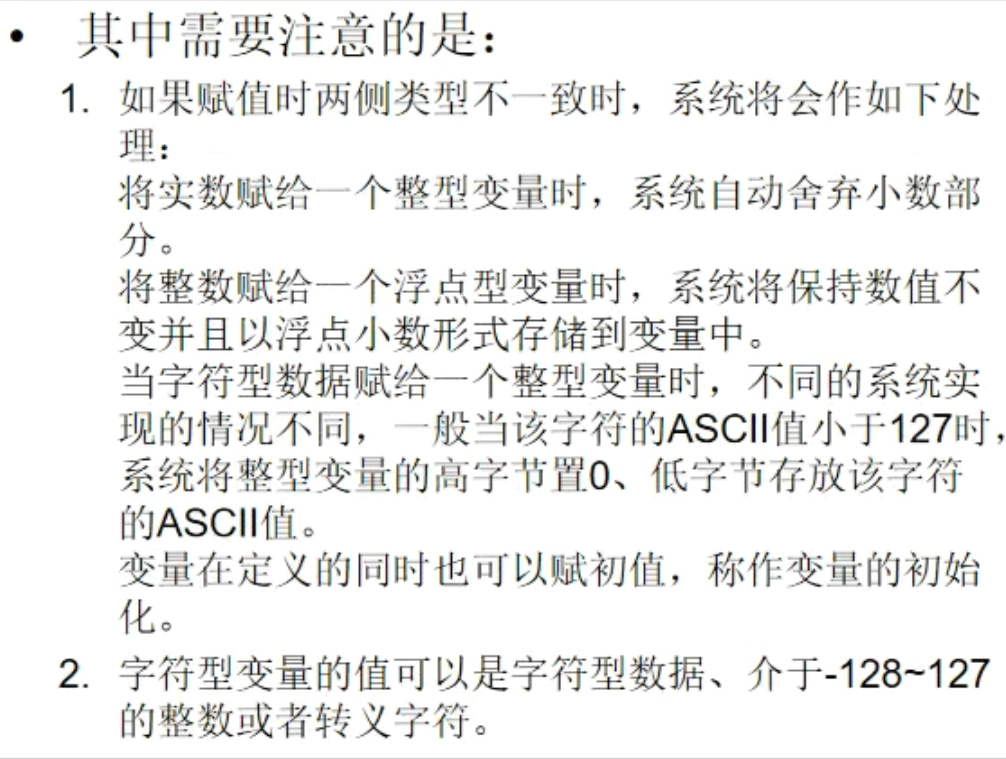 • 其中需要注意的是：
1. 如果赋值时两侧类型不一致时，系统将会作如下处
理：
将实数赋给一个整型变量时，系统自动舍弃小数部
分。
将整数赋给一个浮点型变量时，系统将保持数值不
变并且以浮点小数形式存储到变量中。
当字符型数据赋给一个整型变量时，不同的系统实
现的情况不同，一般当该字符的ASCII值小于127时，
系统将整型变量的高字节置0、低字节存放该字符
的ASCII值。
变量在定义的同时也可以赋初值，称作变量的初始
化。
2. 字符型变量的值可以是字符型数据、介于-128~127
的整数或者转义字符。